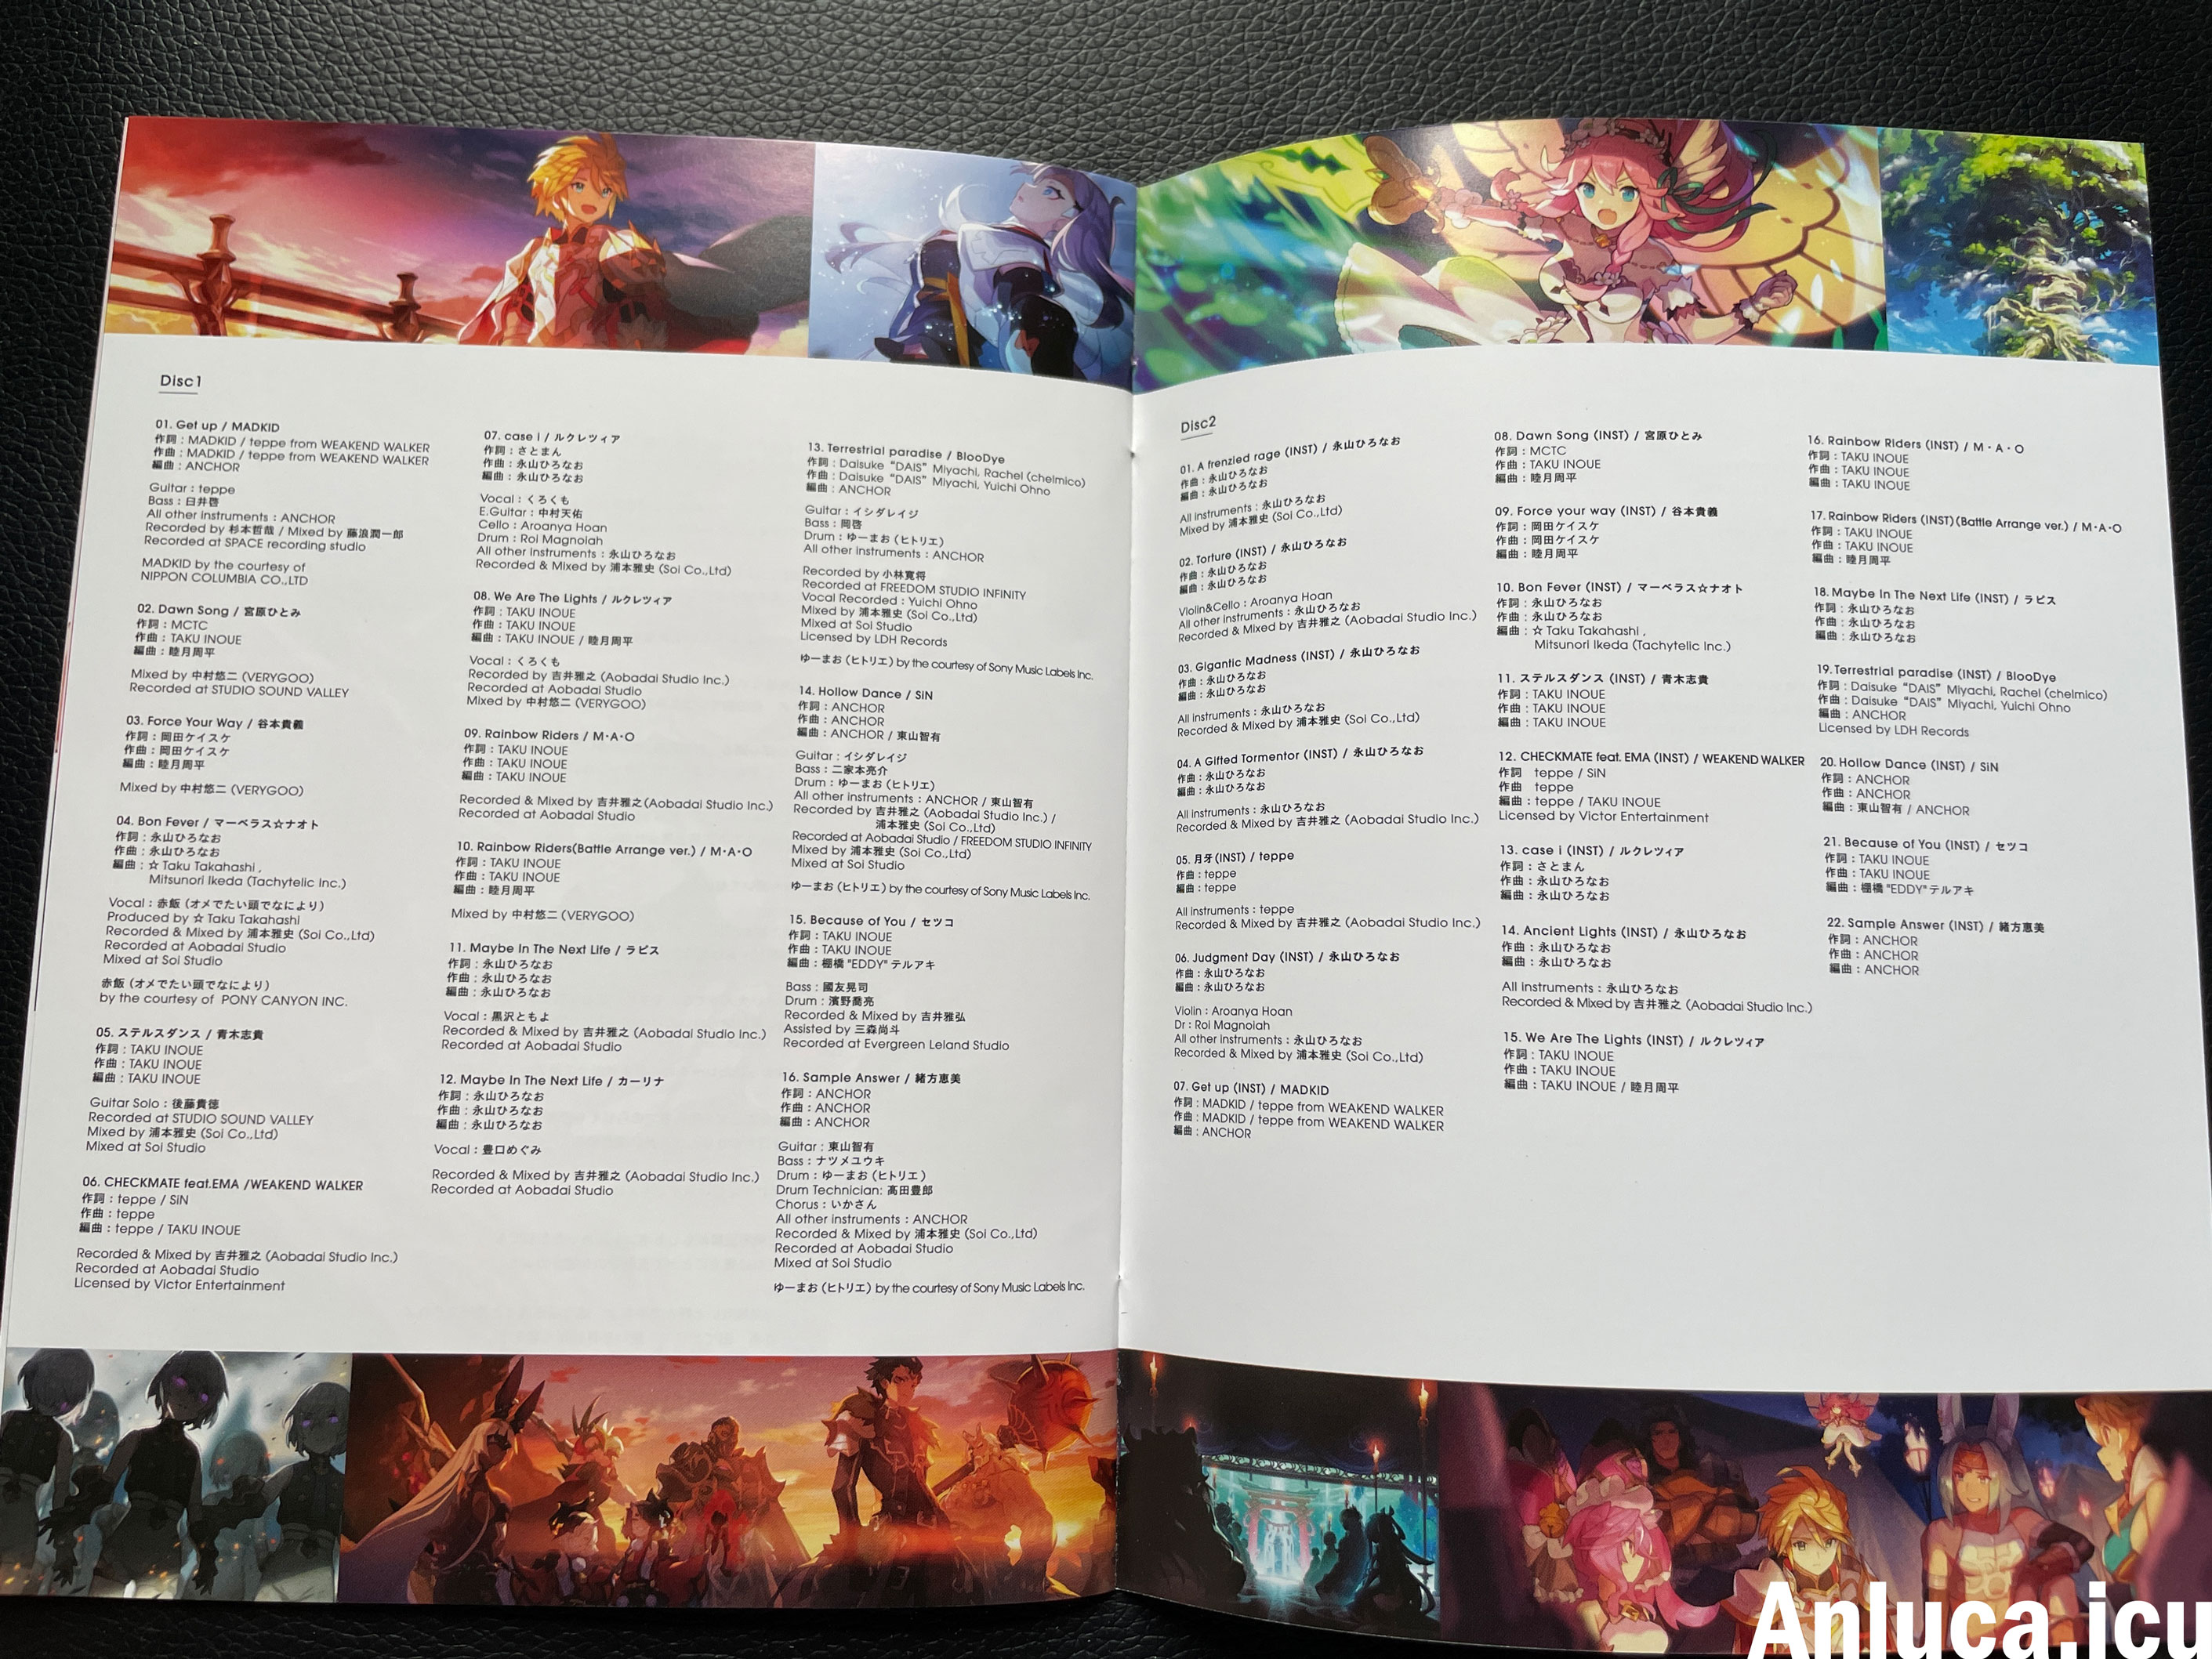 Disc1
01. Get up / MADKID
作詞：MADKID / teppe from WEAKEND WALKER
作曲：MADKID / teppe from WEAKEND WALKER
編曲：ANCHOR
Guitar：teppe
Bass：臼井啓
All other instruments：ANCHOR
Recorded by 杉本哲哉 / Mixed by 藤浪潤一郎
Recorded at SPACE recording studio
MADKID by the courtesy of
NIPPON COLUMBIA CO.,LTD
02. Dawn Song / 宮原ひとみ
作詞：MCTC
作曲：TAKU INOUE
編曲：睦月周平
Mixed by 中村悠二 (VERYGOO)
Recorded at STUDIO SOUND VALLEY
03. Force Your Way / 谷本貴義
作詞：岡田ケイスケ
作曲：岡田ケイスケ
編曲：睦月周平
Mixed by 中村悠二 (VERYGOO)
04. Bon Fever / マーベラス☆ナオト
作詞：永山ひろなお
作曲：永山ひろなお
編曲：☆Taku Takahashi ,
Mitsunori Ikeda (Tachytelic Inc.)
Vocal：赤飯 (オメでたい頭でなにより)
Produced by ☆Taku Takahashi
Recorded & Mixed by 浦本雅史 (Soi Co.,Ltd)
Recorded at Aobadai Studio
Mixed at Soi Studio
赤飯 (オメでたい頭でなにより)
by the courtesy of PONY CANYON INC.
05. ステルスダンス / 青木志貴
作詞：TAKU INOUE
作曲：TAKU INOUE
編曲：TAKU INOUE
Guitar Solo：後藤貴徳
Recorded at STUDIO SOUND VALLEY
Mixed by 浦本雅史 (Soi Co.,Ltd)
Mixed at Soi Studio
06. CHECKMATE feat.EMA /WEAKEND WALKER
作詞：teppe / SiN
作曲：teppe
編曲：teppe / TAKU INOUE
Recorded & Mixed by 吉井雅之 (Aobadai Studio Inc.)
Recorded at Aobadai Studio
Licensed by Victor Entertainment
07. case i / ルクレツィア
作詞：さとまん
作曲：永山ひろなお
編曲：永山ひろなお
Vocal：くろくも
E.Guitar：中村天佑
Cello：Aroanya Hoan
Drum：Roi Magnolah
All other instruments：永山ひろなお
Recorded & Mixed by 浦本雅史 (Soi Co.,Ltd)
08. We Are The Lights / ルクレツィア
作詞：TAKU INOUE
作曲：TAKU INOUE
編曲：TAKU INOUE / 睦月周平
Vocal：くろくも
Recorded by 吉井雅之 (Aobadai Studio Inc.)
Recorded at Aobadai Studio
Mixed by 中村悠二 (VERYGOO)
09. Rainbow Riders / M・A・O
作詞：TAKU INOUE
作曲：TAKU INOUE
編曲：TAKU INOUE
Recorded & Mixed by 吉井雅之(Aobadai Studio Inc.)
Recorded at Aobadai Studio
10. Rainbow Riders(Battle Arrange ver.) / M・A・O
作詞：TAKU INOUE
作曲：TAKU INOUE
編曲：睦月周平
Mixed by 中村悠二 (VERYGOO)
11. Maybe In The Next Life / ラピス
作詞：永山ひろなお
作曲：永山ひろなお
編曲：永山ひろなお
Vocal：黒沢ともよ
Recorded & Mixed by 吉井雅之 (Aobadai Studio Inc.)
Recorded at Aobadai Studio
12. Maybe In The Next Life / カーリナ
作詞：永山ひろなお
作曲：永山ひろなお
編曲：永山ひろなお
Vocal：豊口めぐみ
Recorded & Mixed by 吉井雅之 (Aobadai Studio Inc.)
Recorded at Aobadai Studio
13. Terrestrial paradise / BlooDye
作詞：Daisuke “DAIS” Miyachi, Rachel (chelmico)
作曲：Daisuke “DAIS” Miyachi, Yuichi Ohno
編曲：ANCHOR
Guitar：イシダレイジ
Bass：岡啓
Drum：ゆーまお (ヒトリエ)
All other instruments：ANCHOR
Recorded by 小林寛将
Recorded at FREEDOM STUDIO INFINITY
Vocal Recorded：Yuichi Ohno
Mixed by 浦本雅史 (Soi Co.,Ltd)
Mixed at Soi Studio
Licensed by LDH Records
ゆーまお (ヒトリエ) by the courtesy of Sony Music Labels Inc.
14. Hollow Dance / SiN
作詞：ANCHOR
作曲：ANCHOR
編曲：ANCHOR / 東山智有
Guitar：イシダレイジ
Bass：二家本亮介
Drum：ゆーまお (ヒトリエ)
All other instruments：ANCHOR / 東山智有
Recorded by 吉井雅之 (Aobadai Studio Inc.) /
浦本雅史 (Soi Co.,Ltd)
Recorded at Aobadai Studio / FREEDOM STUDIO INFINITY
Mixed by 浦本雅史 (Soi Co.,Ltd)
Mixed at Soi Studio
ゆーまお (ヒトリエ) by the courtesy of Sony Music Labels Inc.
15. Because of You / セツコ
作詞：TAKU INOUE
作曲：TAKU INOUE
編曲：棚橋 "EDDY" テルアキ
Bass：國友晃司
Drum：濱野喬亮
Recorded & Mixed by 吉井雅弘
Assisted by 三森尚斗
Recorded at Evergreen Leland Studio
16. Sample Answer / 緒方恵美
作詞：ANCHOR
作曲：ANCHOR
編曲：ANCHOR
Guitar：東山智有
Bass：ナツメユウキ
Drum：ゆーまお (ヒトリエ)
Drum Technician: 髙田豊郎
Chorus：いかさん
All other instruments：ANCHOR
Recorded & Mixed by 浦本雅史 (Soi Co.,Ltd)
Recorded at Aobadai Studio
Mixed at Soi Studio
ゆーまお (ヒトリエ) by the courtesy of Sony Music Labels Inc.
Disc2
01. A frenzied rage (INST) / 永山ひろなお
作曲：永山ひろなお
編曲：永山ひろなお
All instruments：永山ひろなお
Mixed by 浦本雅史 (Soi Co.,Ltd)
02. Torture (INST) / 永山ひろなお
作曲：永山ひろなお
編曲：永山ひろなお
Violin&Cello：Aroanya Hoan
All other instruments：永山ひろなお
Recorded & Mixed by 吉井雅之 (Aobadai Studio Inc.)
03. Gigantic Madness (INST) / 永山ひろなお
作曲：永山ひろなお
編曲：永山ひろなお
All instruments：永山ひろなお
Recorded & Mixed by 浦本雅史 (Soi Co.,Ltd)
04. A Gifted Tormentor (INST) / 永山ひろなお
作曲：永山ひろなお
編曲：永山ひろなお
All instruments：永山ひろなお
Recorded & Mixed by 吉井雅之 (Aobadai Studio Inc.)
05. 月牙(INST) / teppe
作曲：teppe
編曲：teppe
All instruments：teppe
Recorded & Mixed by 吉井雅之 (Aobadai Studio Inc.)
06. Judgment Day (INST) / 永山ひろなお
作曲：永山ひろなお
編曲：永山ひろなお
Violin：Aroanya Hoan
Dr：Roi Magnolah
All other instruments：永山ひろなお
Recorded & Mixed by 浦本雅史 (Soi Co.,Ltd)
07. Get up (INST) / MADKID
作詞：MADKID / teppe from WEAKEND WALKER
作曲：MADKID / teppe from WEAKEND WALKER
編曲：ANCHOR
08. Dawn Song (INST) / 宮原ひとみ
作詞：MCTC
作曲：TAKU INOUE
編曲：睦月周平
09. Force your way (INST) / 谷本貴義
作詞：岡田ケイスケ
作曲：岡田ケイスケ
編曲：睦月周平
10. Bon Fever (INST) / マーベラス☆ナオト
作詞：永山ひろなお
作曲：永山ひろなお
編曲：☆Taku Takahashi ,
Mitsunori Ikeda (Tachytelic Inc.)
11. ステルスダンス (INST) / 青木志貴
作詞：TAKU INOUE
作曲：TAKU INOUE
編曲：TAKU INOUE
12. CHECKMATE feat. EMA (INST) / WEAKEND WALKER
作詞 teppe / SiN
作曲 teppe
編曲：teppe / TAKU INOUE
Licensed by Victor Entertainment
13. case i (INST) / ルクレツィア
作詞：さとまん
作曲：永山ひろなお
編曲：永山ひろなお
14. Ancient Lights (INST) / 永山ひろなお
作曲：永山ひろなお
編曲：永山ひろなお
All instruments：永山ひろなお
Recorded & Mixed by 吉井雅之 (Aobadai Studio Inc.)
15. We Are The Lights (INST) / ルクレツィア
作詞：TAKU INOUE
作曲：TAKU INOUE
編曲：TAKU INOUE / 睦月周平
16. Rainbow Riders (INST) / M・A・O
作詞：TAKU INOUE
作曲：TAKU INOUE
編曲：TAKU INOUE
17. Rainbow Riders (INST)(Battle Arrange ver.) / M・A・O
作詞：TAKU INOUE
作曲：TAKU INOUE
編曲：睦月周平
18. Maybe In The Next Life (INST) / ラピス
作詞：永山ひろなお
作曲：永山ひろなお
編曲：永山ひろなお
19. Terrestrial paradise (INST) / BlooDye
作詞：Daisuke “DAIS” Miyachi, Rachel (chelmico)
作曲：Daisuke “DAIS” Miyachi, Yuichi Ohno
編曲：ANCHOR
Licensed by LDH Records
20. Hollow Dance (INST) / SiN
作詞：ANCHOR
作曲：ANCHOR
編曲：東山智有 / ANCHOR
21. Because of You (INST) / セツコ
作詞：TAKU INOUE
作曲：TAKU INOUE
編曲：棚橋 "EDDY" テルアキ
22. Sample Answer (INST) / 緒方恵美
作詞：ANCHOR
作曲：ANCHOR
編曲：ANCHOR
Anluca.icu